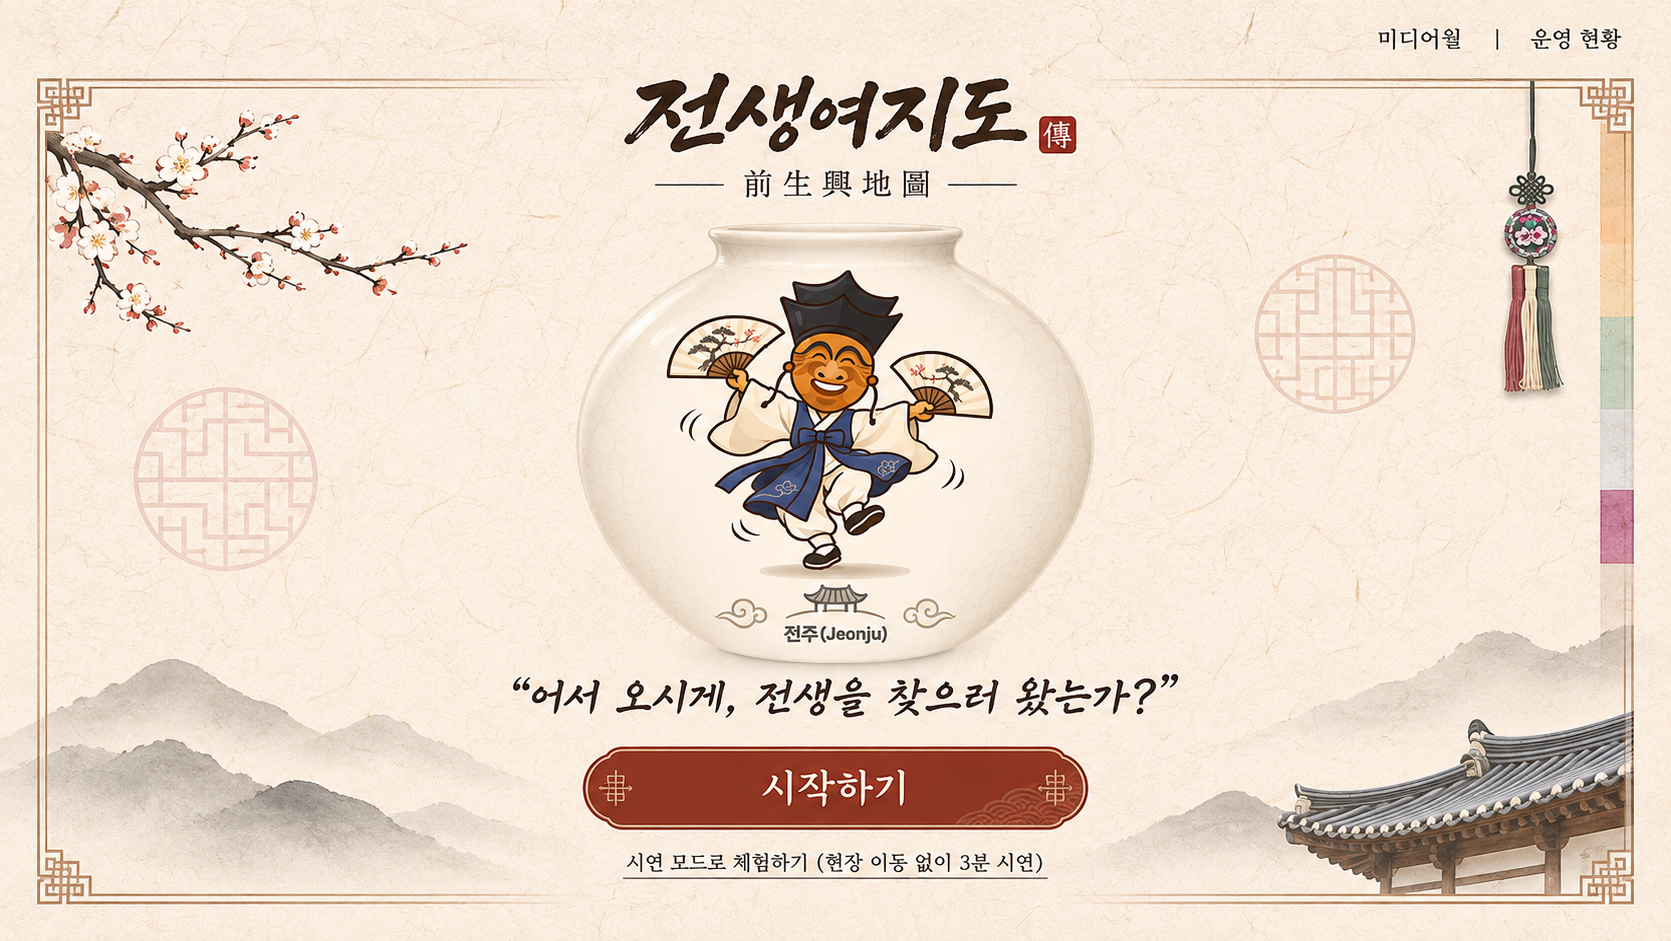 미디어월 | 운영 현황
전생여지도
傳
前生興地圖
전주(Jeonju)
“어서 오시게, 전생을 찾으러 왔는가?”
시작하기
시연 모드로 체험하기 (현장 이동 없이 3분 시연)